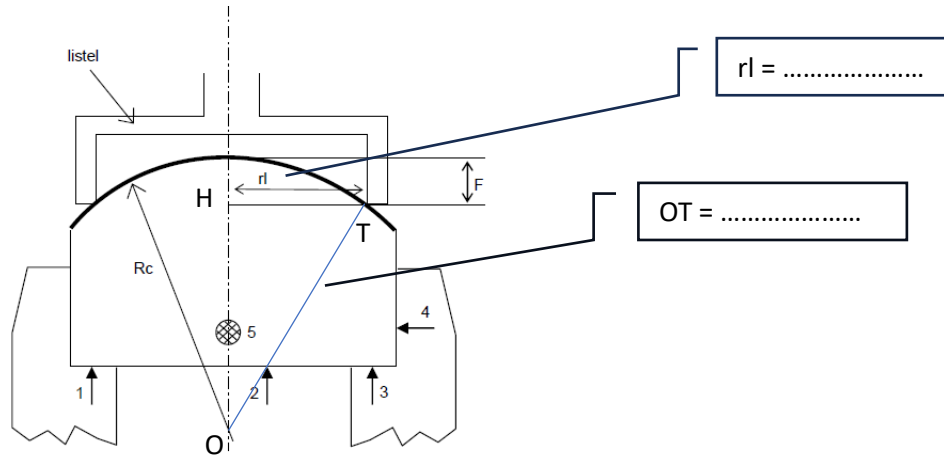 listel
rl = ........................
rl
F
H
T
OT = ........................
Rc
4
5
1
2
3
O